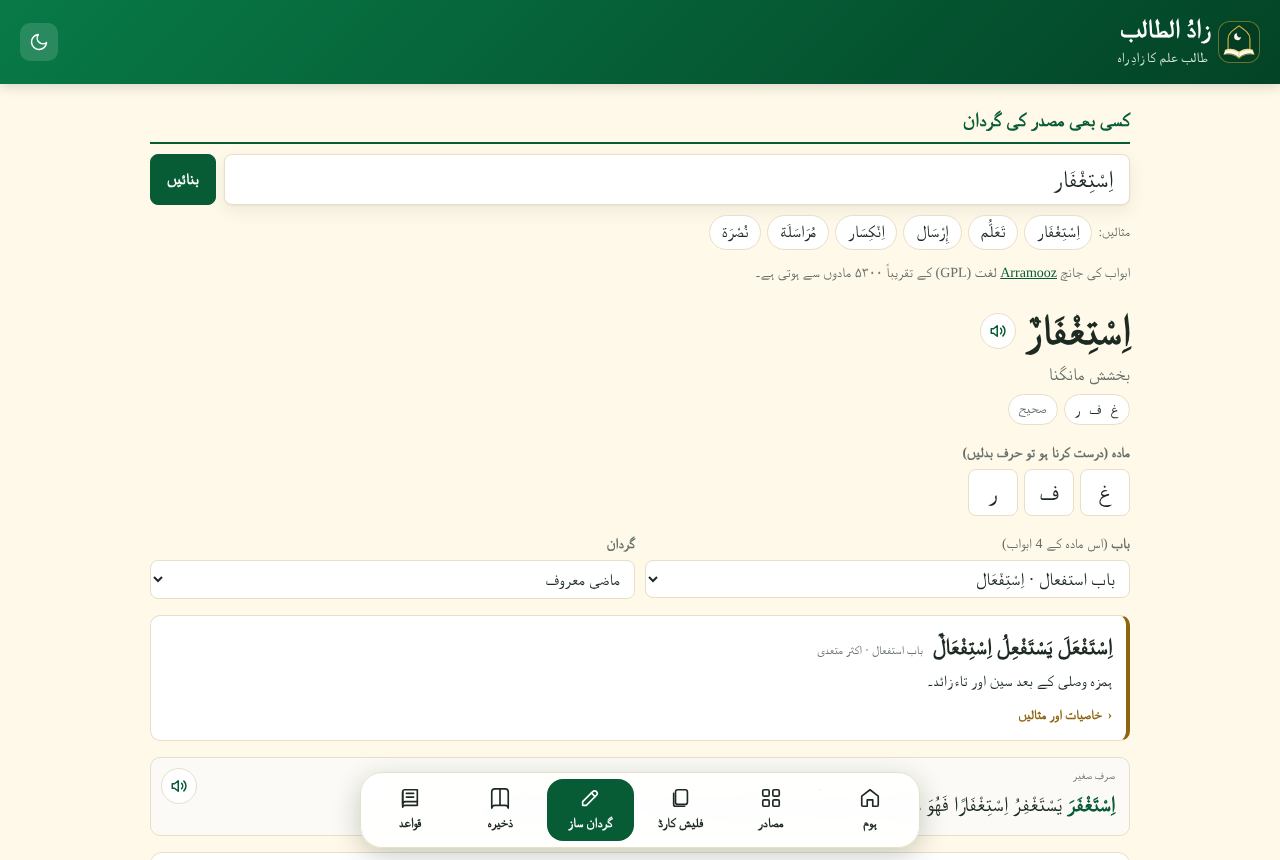 زادُ الطالب
طالب علم کا زادِ راہ
کسی بھی مصدر کی گردان
اِسْتِغْفَار
بنائیں
مثالیں: اِسْتِغْفَار تَعَلُّم إِرْسَال اِنْكِسَار مُرَاسَلَة نُصْرَة
ابواب کی جانچ Arramooz لغت (GPL) کے تقریباً ۵۳۰۰ مادوں سے ہوتی ہے۔
اِسْتِغْفَارٌ
بخشش مانگنا
غ ف ر صحیح
مادہ (درست کرنا ہو تو حرف بدلیں)
غ ف ر
باب (اس مادہ کے 4 ابواب) گردان
باب استفعال · اِسْتِفْعَال ماضی معروف
اِسْتَفْعَلَ يَسْتَفْعِلُ اِسْتِفْعَالٌ باب استفعال · اکثر متعدی
ہمزہ وصلی کے بعد سین اور تاء زائد۔
‹ خاصیات اور مثالیں
صرف صغیر
اِسْتَغْفَرَ يَسْتَغْفِرُ اِسْتِغْفَارًا فَهُوَ
ہوم مصادر فلیش کارڈ گردان ساز ذخیرہ قواعد